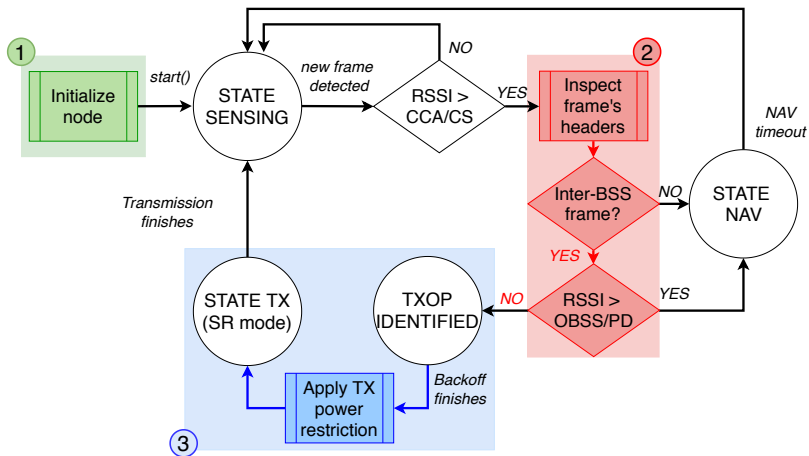 1
Initialize
node
start()
STATE
SENSING
new frame
detected
NO
RSSI >
CCA/CS
YES
2
Inspect
frame's
headers
Inter-BSS
frame?
NO
NAV
timeout
STATE
NAV
YES
RSSI >
OBSS/PD
YES
NO
TXOP
IDENTIFIED
Backoff
finishes
Apply TX
power
restriction
STATE TX
(SR mode)
Transmission
finishes
3